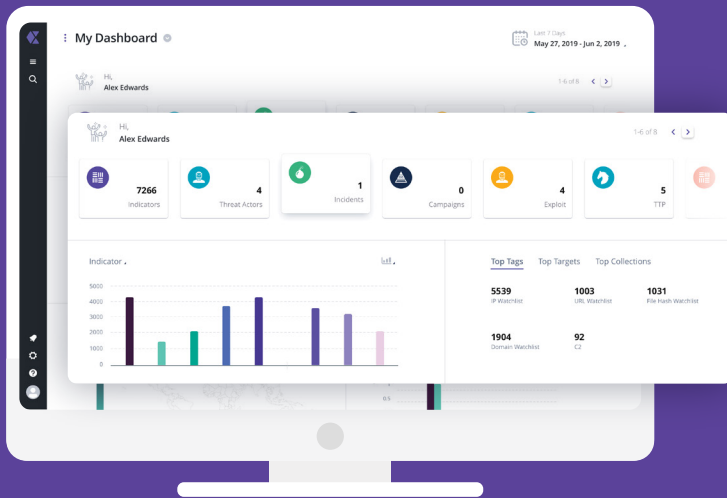 My Dashboard
Last 7 Days
May 27, 2019 - Jun 2, 2019
Hi,
Alex Edwards
1-6 of 8
Hi,
Alex Edwards
1-6 of 8
7266
Indicators
4
Threat Actors
1
Incidents
0
Campaigns
4
Exploit
5
TTP
Indicator
5000
4000
3000
2000
1000
0
Top Tags Top Targets Top Collections
5539
IP Watchlist
1003
URL Watchlist
1031
File Hash Watchlist
1904
Domain Watchlist
92
C2
6.5